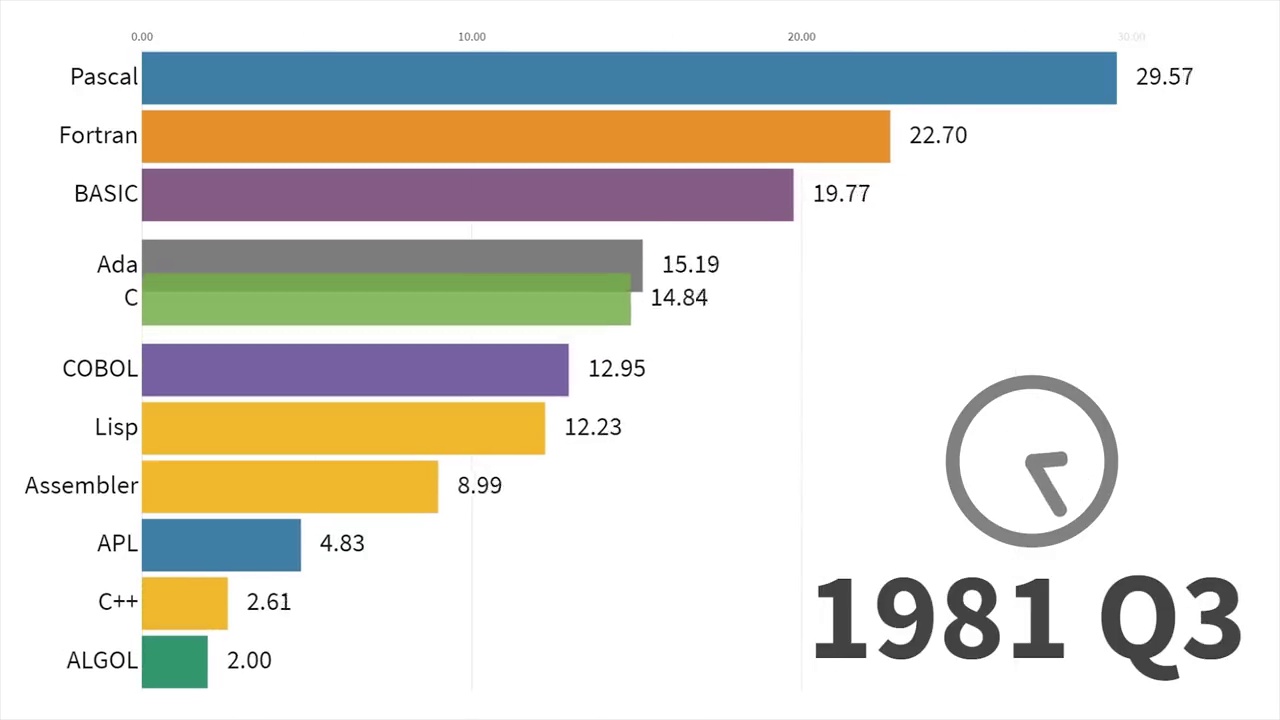 0.00 10.00 20.00 30.00
Pascal 29.57
Fortran 22.70
BASIC 19.77
Ada 15.19
C 14.84
COBOL 12.95
Lisp 12.23
Assembler 8.99
APL 4.83
C++ 2.61
ALGOL 2.00
1981 Q3